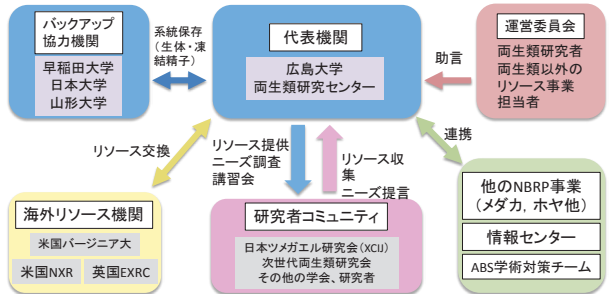 バックアップ
協力機関
早稲田大学
日本大学
山形大学
系統保存
(生体・凍
結精子)
代表機関
広島大学
両生類研究センター
助言
運営委員会
両生類研究者
両生類以外の
リソース事業
担当者
リソース交換
リソース提供
ニーズ調査
講習会
リソース収
集
ニーズ提言
連携
海外リソース機関
米国バージニア大
米国NXR
英国EXRC
研究者コミュニティ
日本ツメガエル研究会(XCIJ)
次世代両生類研究会
その他の学会、研究者
他のNBRP事業
(メダカ, ホヤ他)
情報センター
ABS学術対策チーム